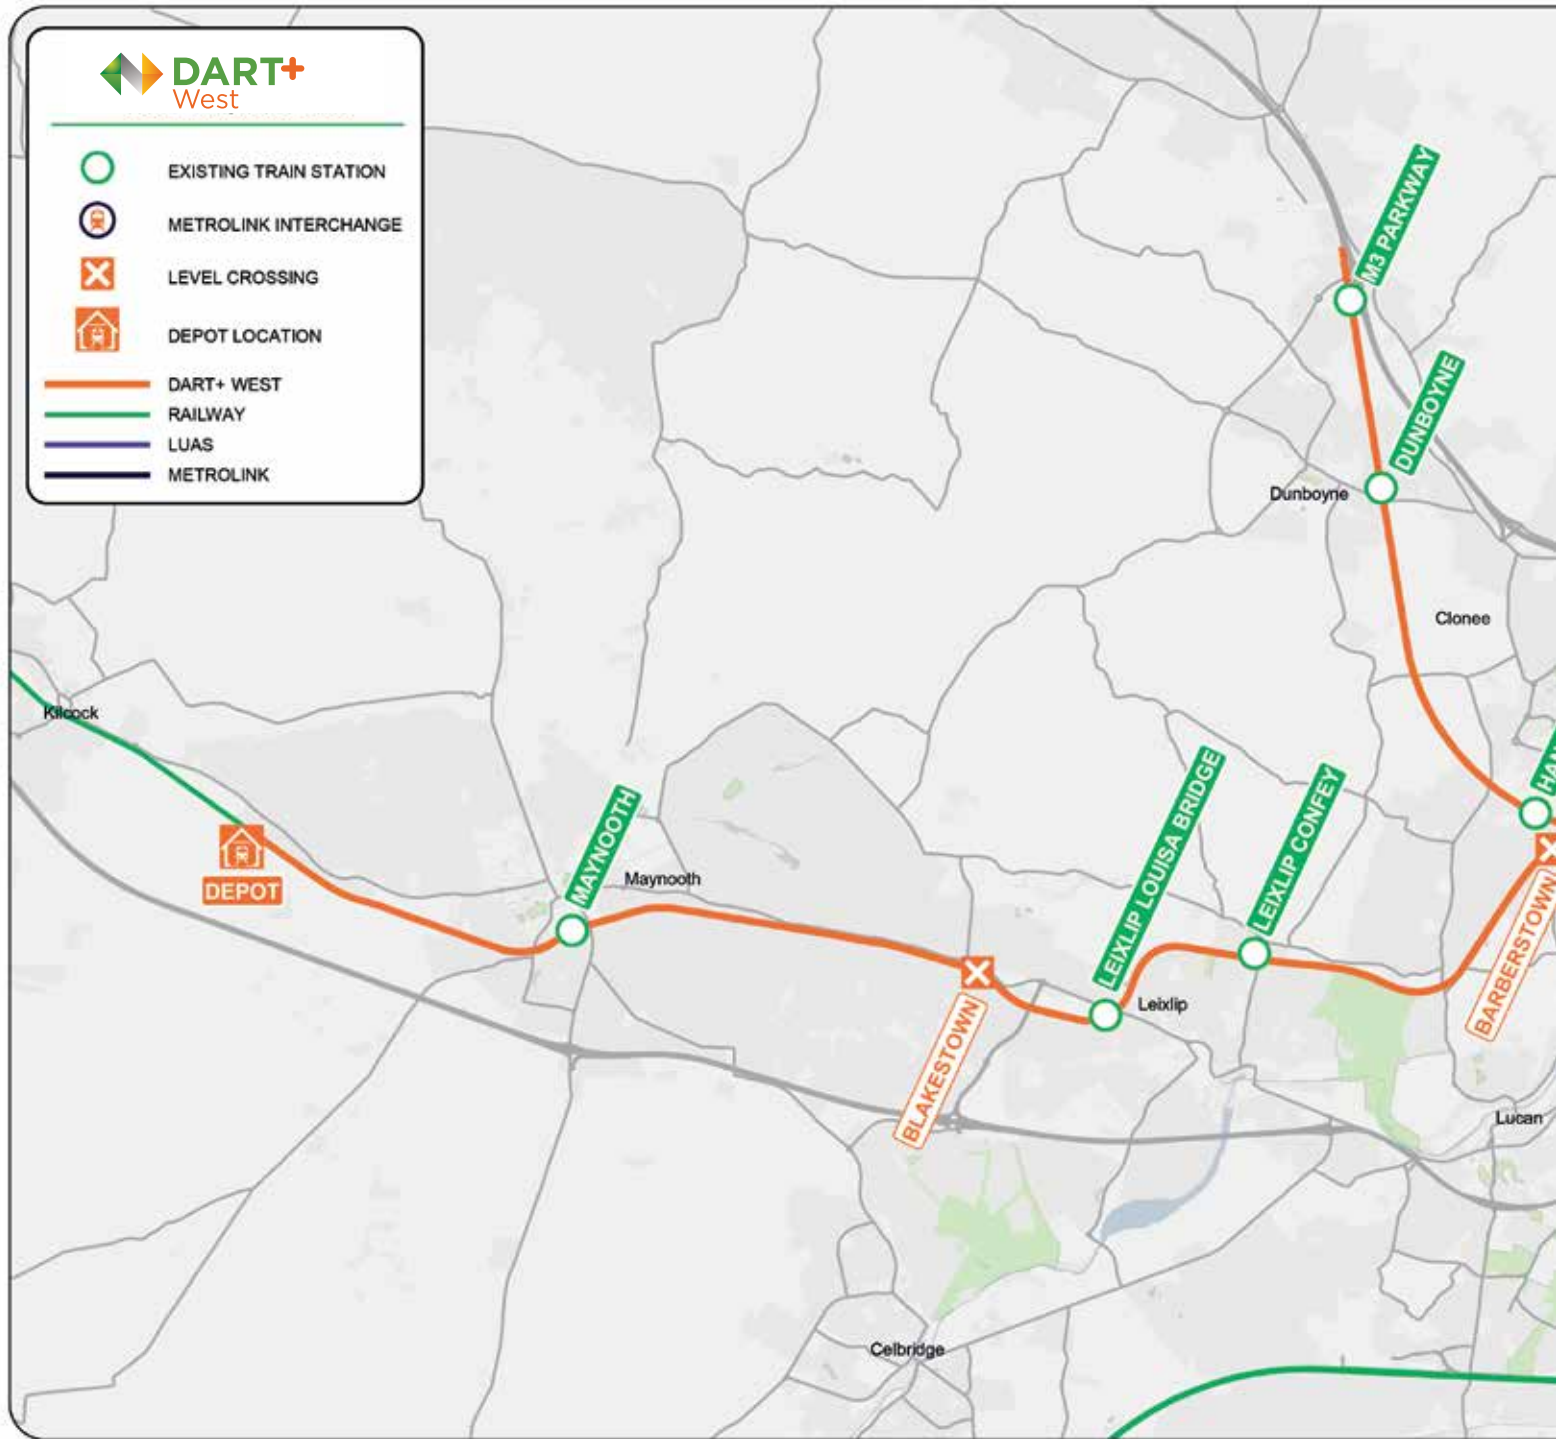 DART+
West
EXISTING TRAIN STATION
METROLINK INTERCHANGE
LEVEL CROSSING
DEPOT LOCATION
DART+ WEST
RAILWAY
LUAS
METROLINK
M3 PARKWAY
DUNBOYNE
Dunboyne
Clonee
Kilcock
DEPOT
MAYNOOTH
Maynooth
BLAKESTOWN
LEIXLIP LOUISA BRIDGE
Leixlip
LEIXLIP CONFEY
BARBERSTOWN
Lucan
Celbridge